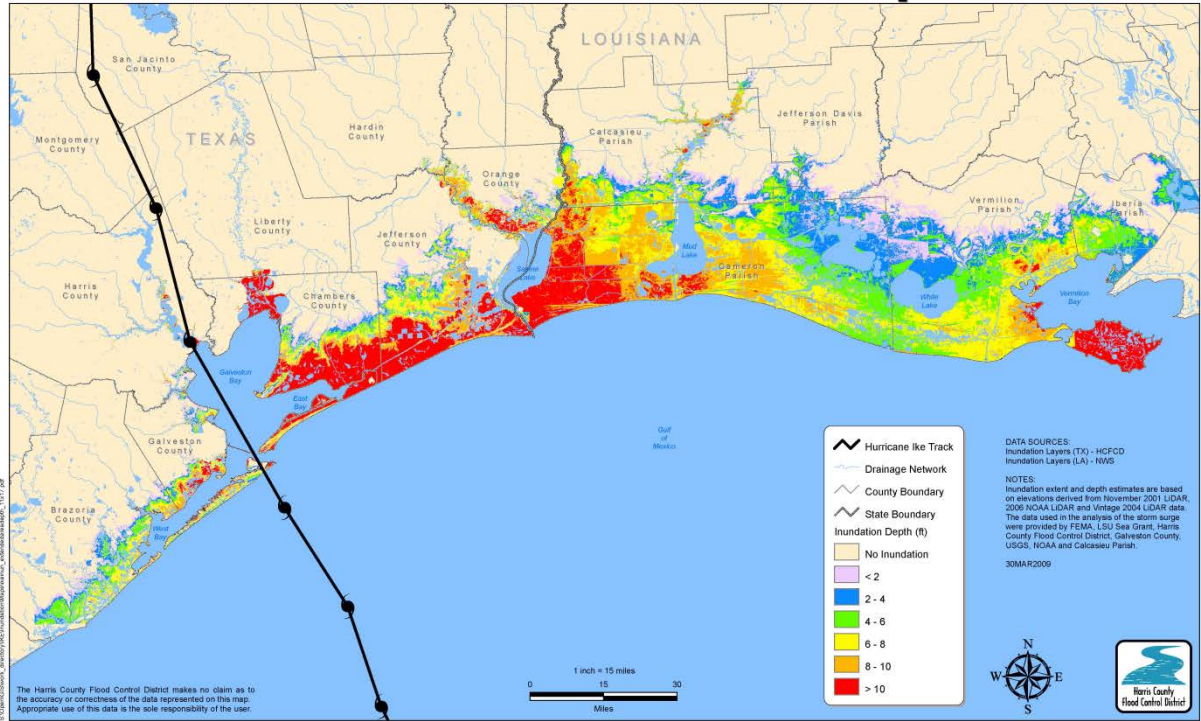 LOUISIANA
San Jacinto
County
Montgomery
County
TEXAS
Hardin
County
Calcasieu
Parish
Jefferson Davis
Parish
Orange
County
Liberty
County
Jefferson
County
Vermilion
Parish
Iberia
Parish
Harris
County
Chambers
County
Sabine
Lake
Mud
Lake
Cameron
Parish
White
Lake
Vermilion
Bay
Galveston
Bay
East
Bay
Galveston
County
Brazoria
County
West
Bay
Gulf
of
Mexico
Hurricane Ike Track
Drainage Network
County Boundary
State Boundary
Inundation Depth (ft)
No Inundation
< 2
2 - 4
4 - 6
6 - 8
8 - 10
> 10
DATA SOURCES:
Inundation Layers (TX) - HCFCD
Inundation Layers (LA) - NWS
NOTES:
Inundation extent and depth estimates are based
on elevations derived from November 2001 LiDAR,
2006 NOAA LiDAR and Vintage 2004 LiDAR data.
The data used in the analysis of the storm surge
were provided by FEMA, LSU Sea Grant, Harris
County Flood Control District, Galveston County,
USGS, NOAA and Calcasieu Parish.
30MAR2009
1 inch = 15 miles
0 15 30
Miles
N
W E
S
Harris County
Flood Control District
The Harris County Flood Control District makes no claim as to
the accuracy or correctness of the data represented on this map.
Appropriate use of this data is the sole responsibility of the user.